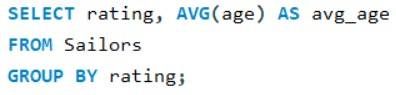 SELECT rating, AVG(age) AS avg_age
FROM Sailors
GROUP BY rating;